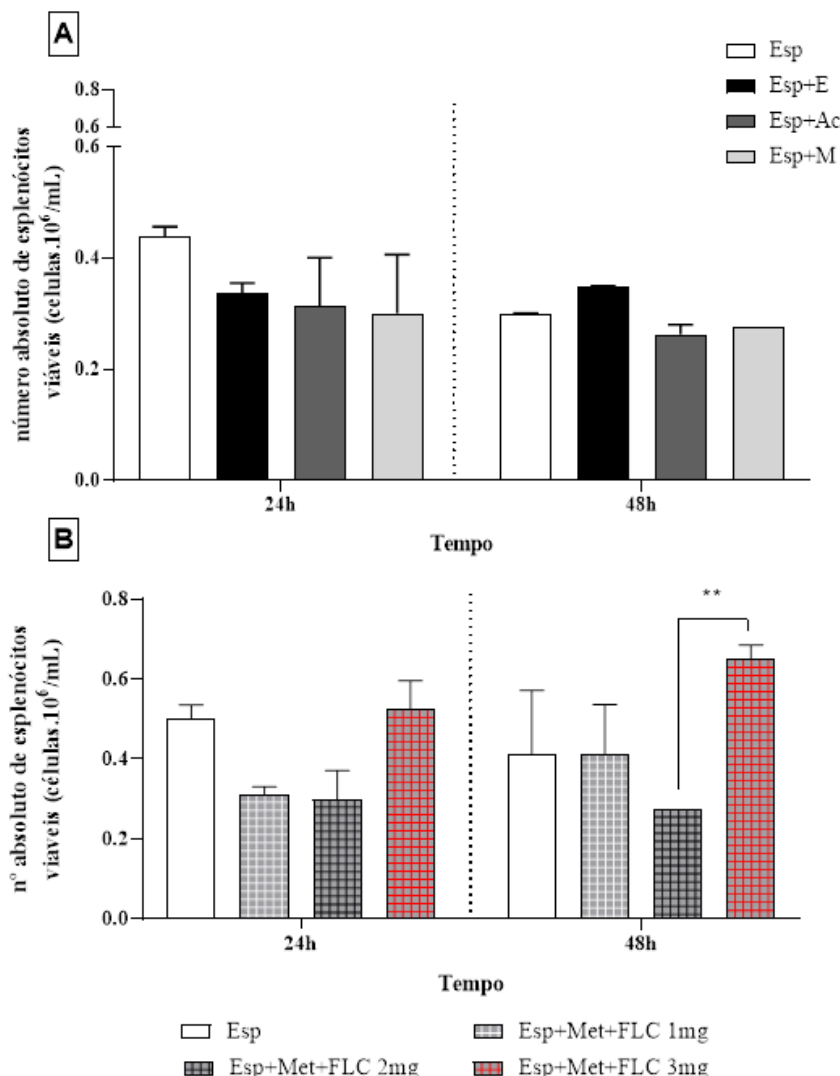 A
Esp
Esp+E
Esp+Ac
Esp+M
número absoluto de esplenócitos
viáveis (celulas.10⁶/mL)
0.8
0.6
0.6
0.4
0.2
0.0
24h
48h
Tempo
B
**
nº absoluto de esplenócitos
viaveis (células.10⁶/mL)
0.8
0.6
0.4
0.2
0.0
24h
48h
Tempo
Esp
Esp+Met+FLC 1mg
Esp+Met+FLC 2mg
Esp+Met+FLC 3mg